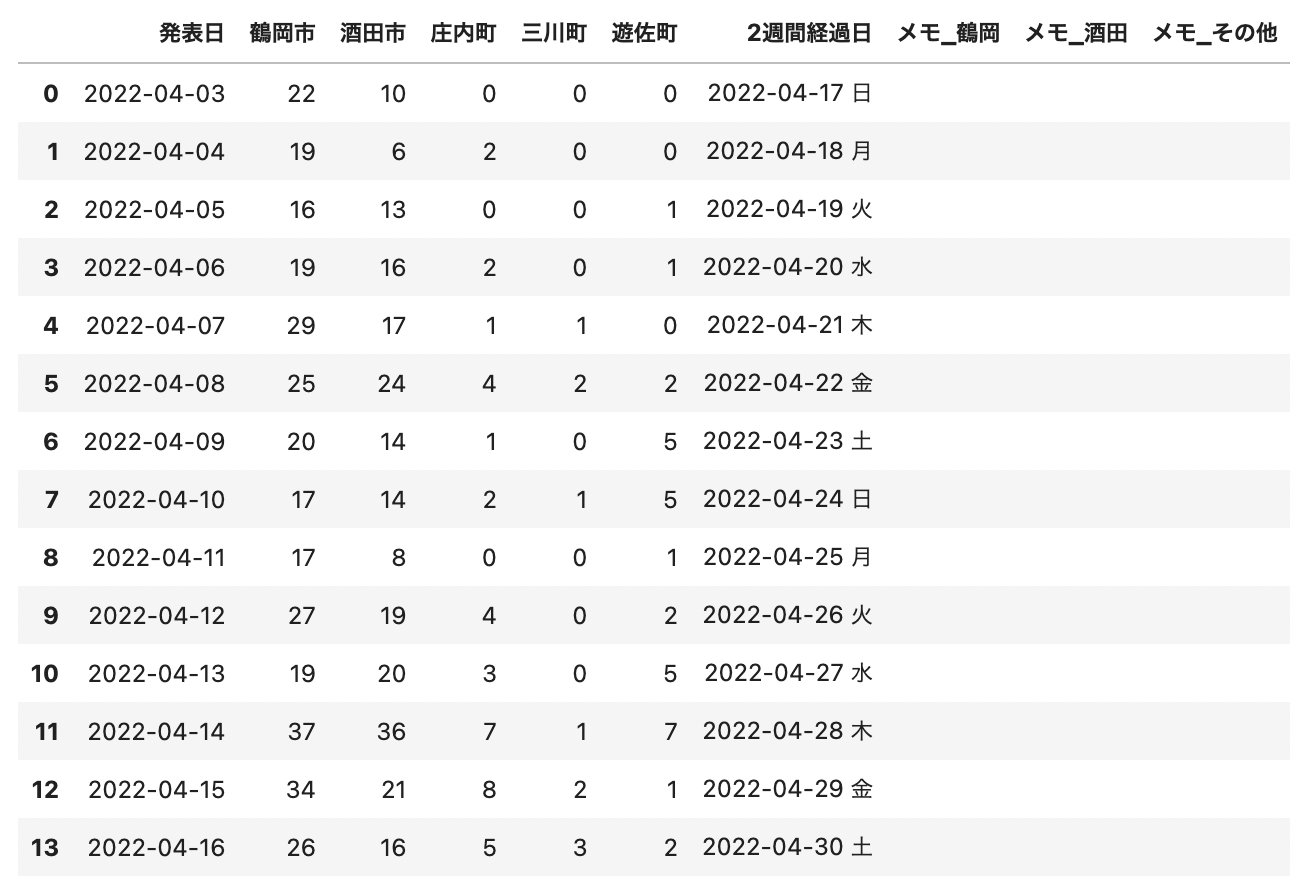 発表日 鶴岡市 酒田市 庄内町 三川町 遊佐町 2週間経過日 メモ_鶴岡 メモ_酒田 メモ_その他
0 2022-04-03 22 10 0 0 0 2022-04-17 日
1 2022-04-04 19 6 2 0 0 2022-04-18 月
2 2022-04-05 16 13 0 0 1 2022-04-19 火
3 2022-04-06 19 16 2 0 1 2022-04-20 水
4 2022-04-07 29 17 1 1 0 2022-04-21 木
5 2022-04-08 25 24 4 2 2 2022-04-22 金
6 2022-04-09 20 14 1 0 5 2022-04-23 土
7 2022-04-10 17 14 2 1 5 2022-04-24 日
8 2022-04-11 17 8 0 0 1 2022-04-25 月
9 2022-04-12 27 19 4 0 2 2022-04-26 火
10 2022-04-13 19 20 3 0 5 2022-04-27 水
11 2022-04-14 37 36 7 1 7 2022-04-28 木
12 2022-04-15 34 21 8 2 1 2022-04-29 金
13 2022-04-16 26 16 5 3 2 2022-04-30 土